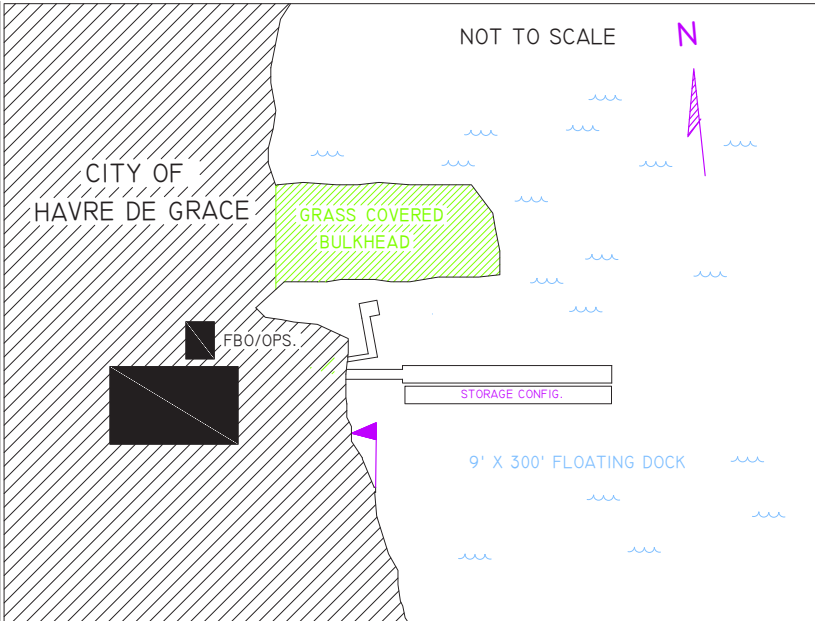 NOT TO SCALE
N
CITY OF
HAVRE DE GRACE
GRASS COVERED
BULKHEAD
FBO/OPS.
STORAGE CONFIG.
9' X 300' FLOATING DOCK